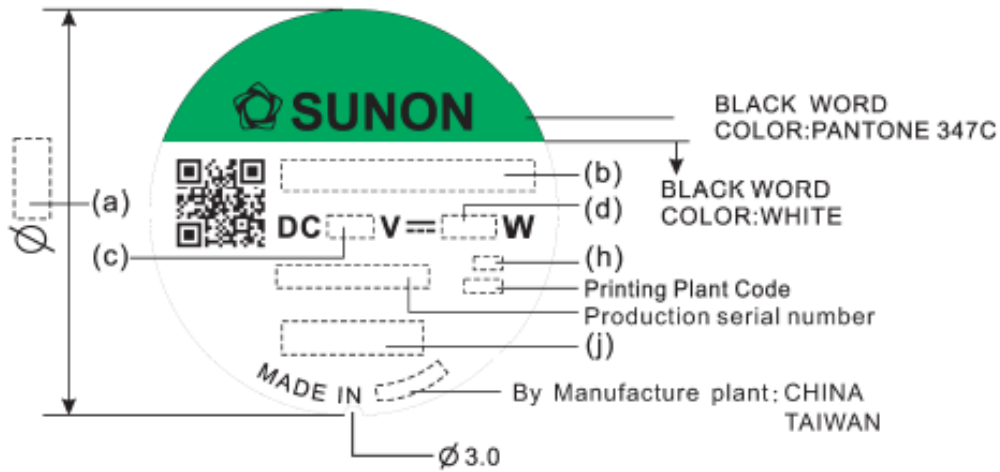 SUNON
BLACK WORD
COLOR:PANTONE 347C
(a)
(b)
BLACK WORD
COLOR:WHITE
Ø
DC V⎓ W
(d)
(c)
(h)
Printing Plant Code
Production serial number
(j)
MADE IN
By Manufacture plant: CHINA
TAIWAN
Ø 3.0